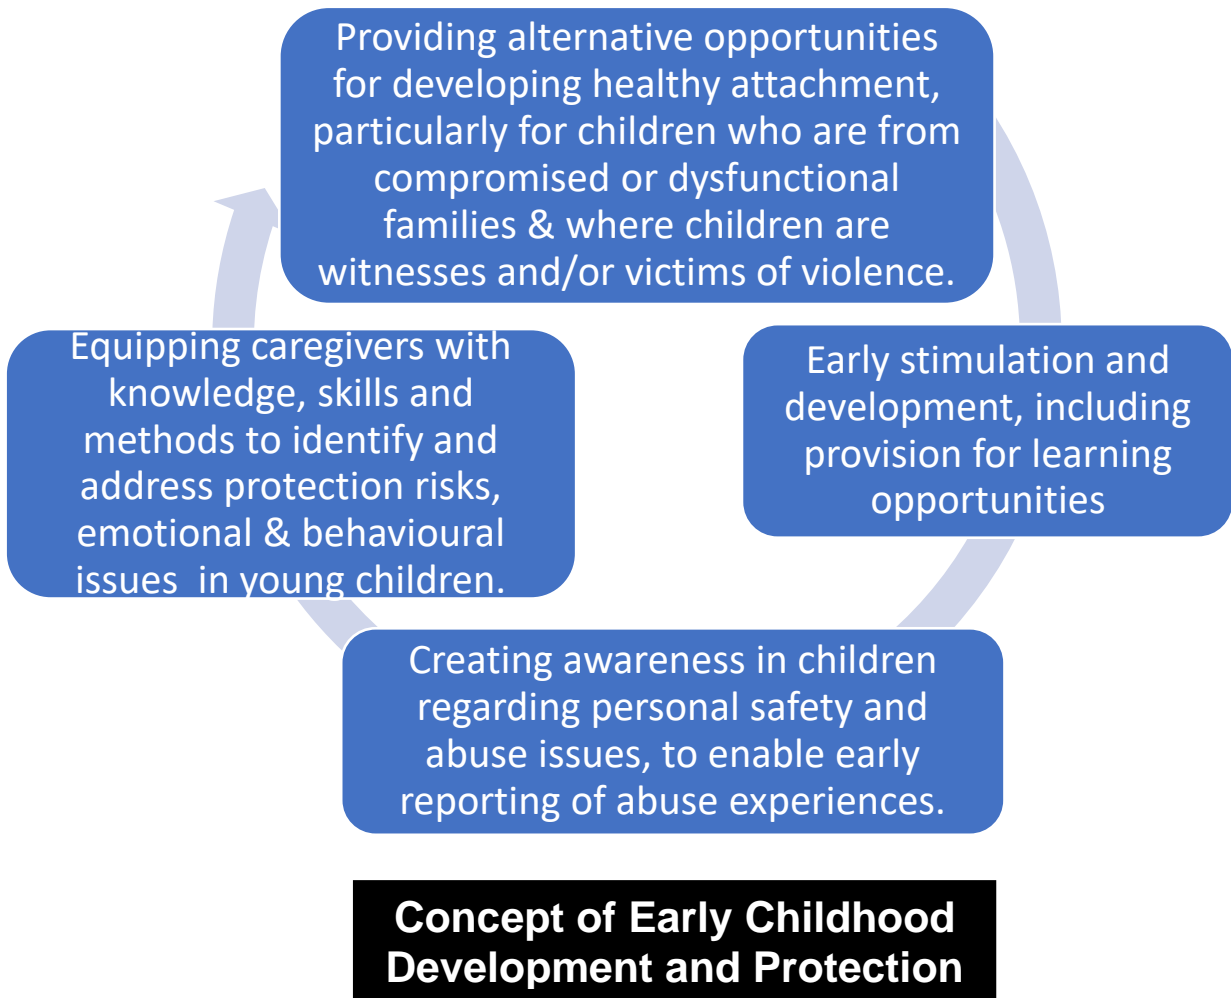 Providing alternative opportunities
for developing healthy attachment,
particularly for children who are from
compromised or dysfunctional
families & where children are
witnesses and/or victims of violence.
Early stimulation and
development, including
provision for learning
opportunities
Creating awareness in children
regarding personal safety and
abuse issues, to enable early
reporting of abuse experiences.
Equipping caregivers with
knowledge, skills and
methods to identify and
address protection risks,
emotional & behavioural
issues  in young children.
Concept of Early Childhood
Development and Protection